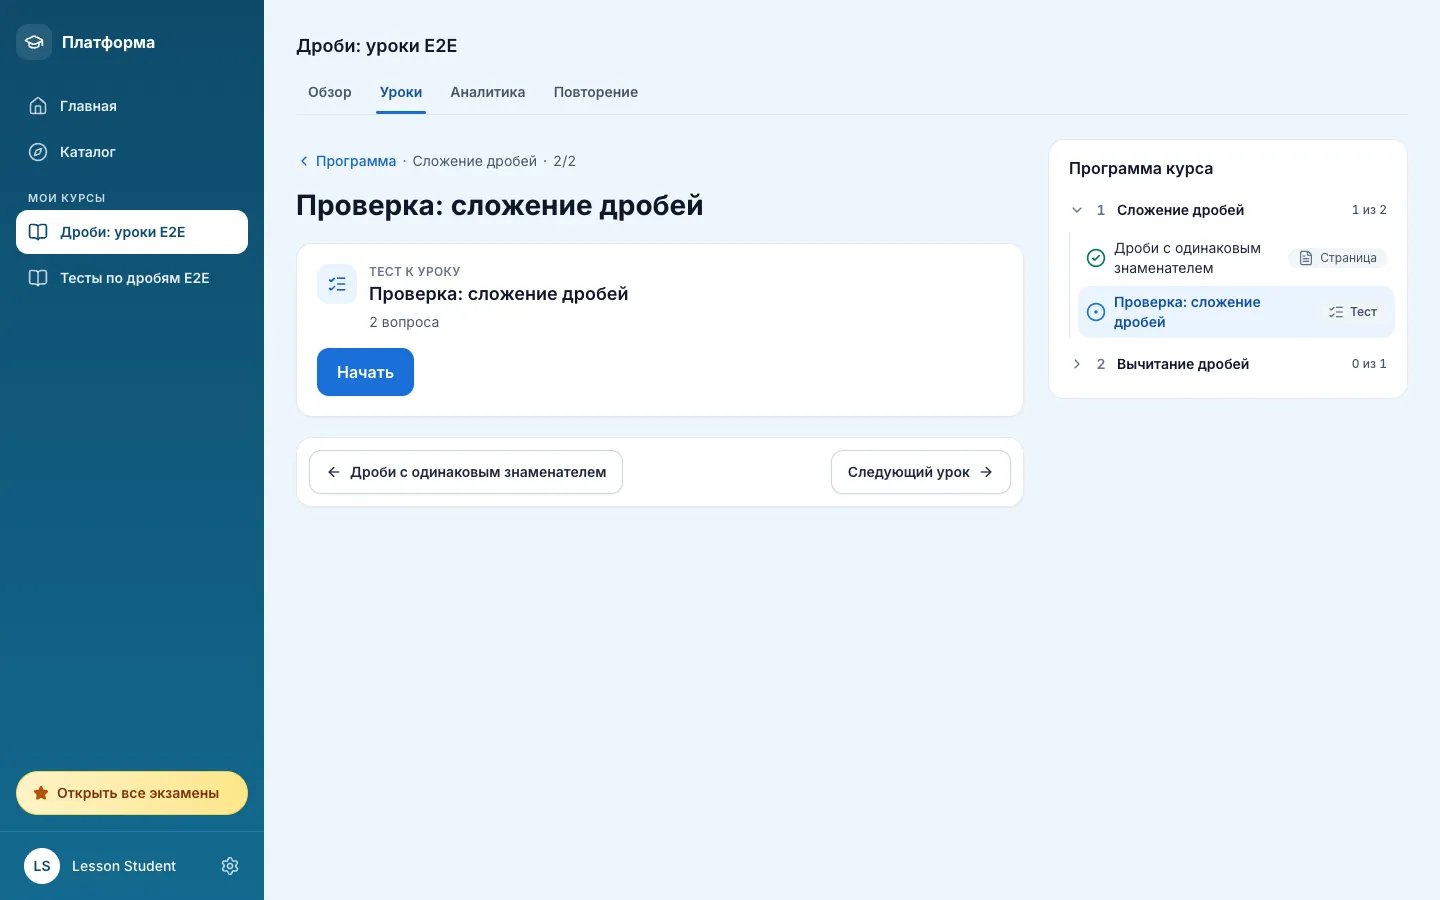 Платформа
Главная
Каталог
МОИ КУРСЫ
Дроби: уроки E2E
Тесты по дробям E2E
Открыть все экзамены
LS Lesson Student
Дроби: уроки E2E
Обзор Уроки Аналитика Повторение
Программа · Сложение дробей · 2/2
Проверка: сложение дробей
ТЕСТ К УРОКУ
Проверка: сложение дробей
2 вопроса
Начать
Дроби с одинаковым знаменателем
Следующий урок
Программа курса
1 Сложение дробей 1 из 2
Дроби с одинаковым
знаменателем
Страница
Проверка: сложение
дробей
Тест
2 Вычитание дробей 0 из 1